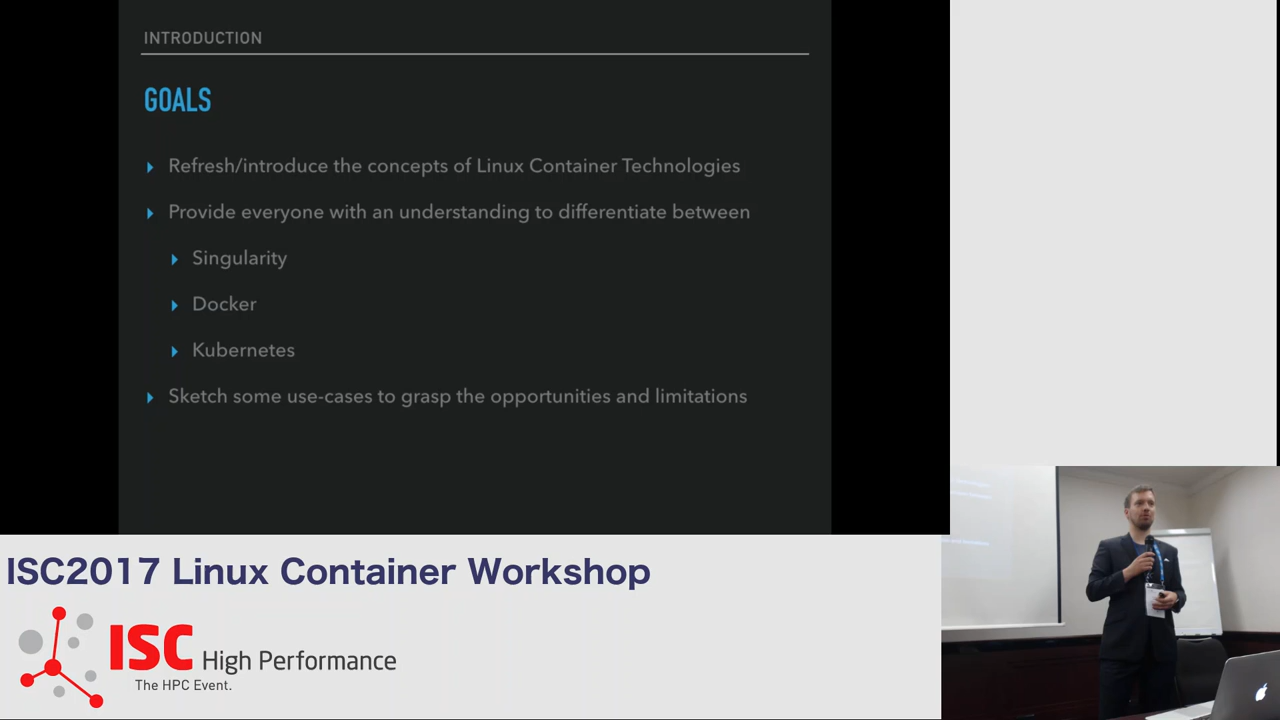 INTRODUCTION
GOALS
Refresh/introduce the concepts of Linux Container Technologies
Provide everyone with an understanding to differentiate between
Singularity
Docker
Kubernetes
Sketch some use-cases to grasp the opportunities and limitations
ISC2017 Linux Container Workshop
ISC High Performance
The HPC Event.